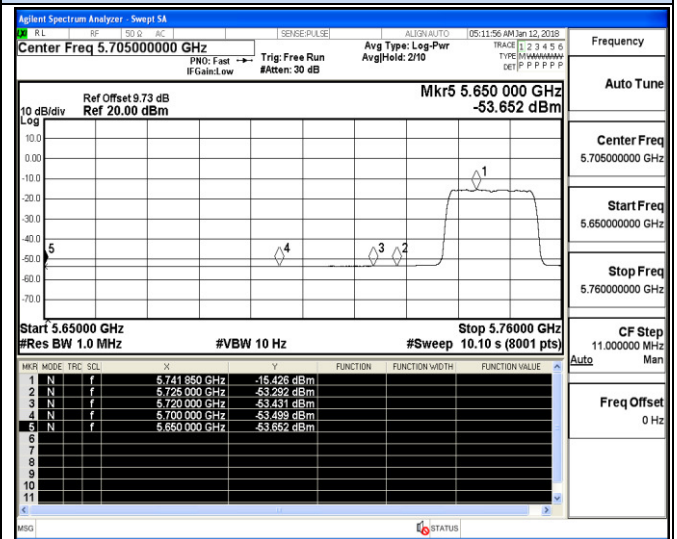 Agilent Spectrum Analyzer - Swept SA
RL RF 50 Ω AC SENSE:PULSE ALIGN AUTO 05:11:56 AM Jan 12, 2018
Center Freq 5.705000000 GHz
PNO: Fast
IFGain:Low
Trig: Free Run
#Atten: 30 dB
Avg Type: Log-Pwr
Avg|Hold: 2/10
TRACE 1 2 3 4 5 6
TYPE MWWWWW
DET P P P P P P
Frequency
Auto Tune
Center Freq
5.705000000 GHz
Start Freq
5.650000000 GHz
Stop Freq
5.760000000 GHz
CF Step
11.000000 MHz
Auto Man
Freq Offset
0 Hz
Mkr5 5.650 000 GHz
-53.652 dBm
Ref Offset 9.73 dB
10 dB/div Ref 20.00 dBm
Log
10.0
0.00
-10.0
-20.0
-30.0
-40.0
-50.0
-60.0
-70.0
5 4 3 2 1
Start 5.65000 GHz Stop 5.76000 GHz
#Res BW 1.0 MHz #VBW 10 Hz #Sweep 10.10 s (8001 pts)
MKR MODE TRC SCL X Y FUNCTION FUNCTION WIDTH FUNCTION VALUE
1 N f 5.741 850 GHz -15.426 dBm
2 N f 5.725 000 GHz -53.292 dBm
3 N f 5.720 000 GHz -53.431 dBm
4 N f 5.700 000 GHz -53.499 dBm
5 N f 5.650 000 GHz -53.652 dBm
6
7
8
9
10
11
MSG STATUS